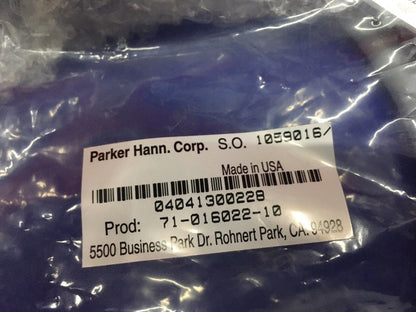 Parker Hann. Corp. S.O. 1059016/
Made in USA
04041300228
Prod: 71-016022-10
5500 Business Park Dr. Rohnert Park, CA. 94928